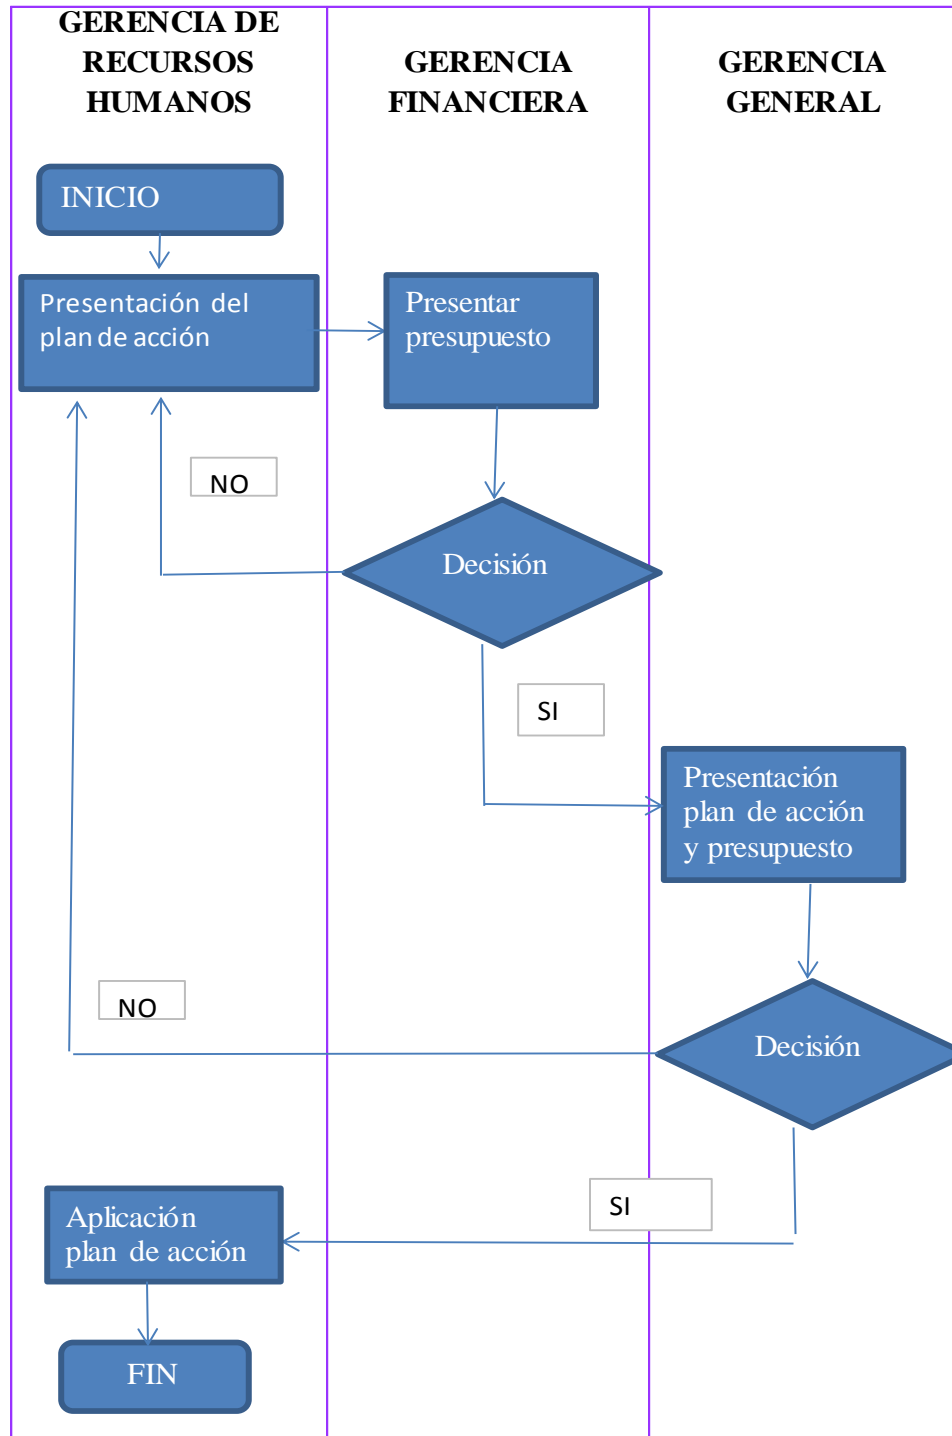 GERENCIA DE
RECURSOS
HUMANOS
GERENCIA
FINANCIERA
GERENCIA
GENERAL
INICIO
Presentación del
plan de acción
Presentar
presupuesto
NO
Decisión
SI
Presentación
plan de acción
y presupuesto
NO
Decisión
SI
Aplicación
plan de acción
FIN